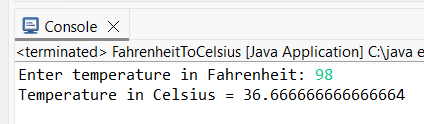 Console
<terminated> FahrenheitToCelsius [Java Application] C:\java e
Enter temperature in Fahrenheit: 98
Temperature in Celsius = 36.666666666666664